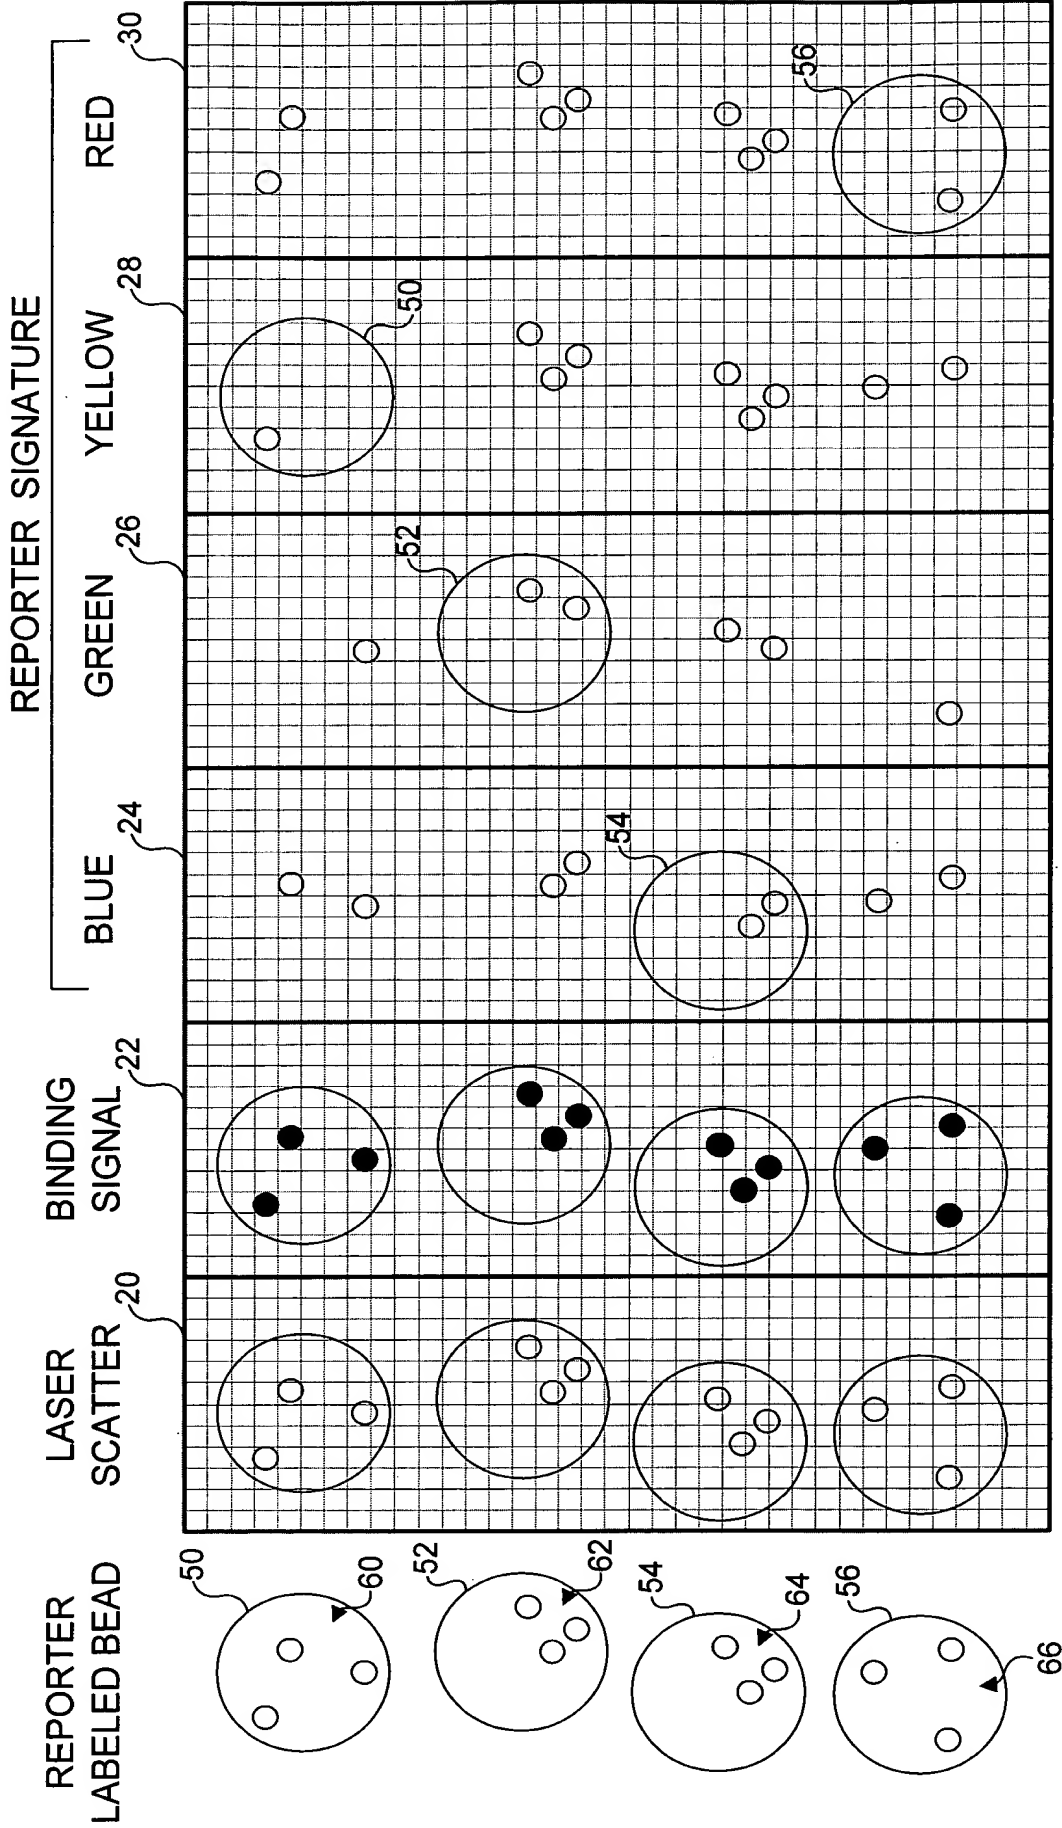 REPORTER SIGNATURE
REPORTER
LABELED BEAD
LASER
SCATTER
BINDING
SIGNAL
BLUE
GREEN
YELLOW
RED
20
22
24
26
28
30
50
60
52
62
54
64
56
66
54
52
50
56